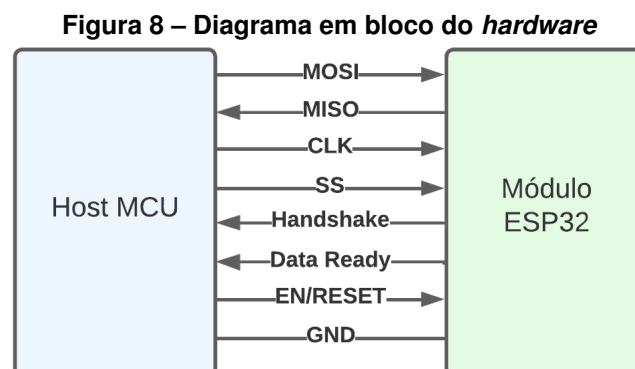 Figura 8 – Diagrama em bloco do hardware
MOSI
MISO
CLK
SS
Host MCU
Módulo
ESP32
Handshake
Data Ready
EN/RESET
GND